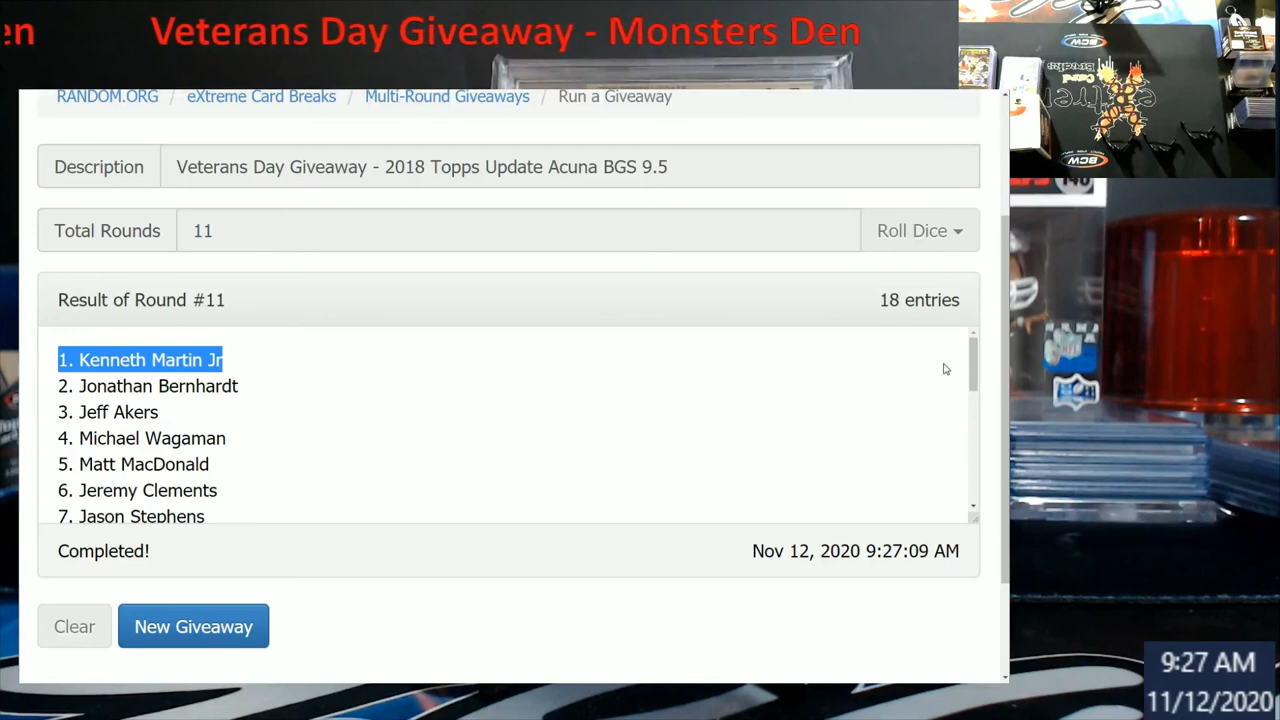 en Veterans Day Giveaway - Monsters Den
RANDOM.ORG / eXtreme Card Breaks / Multi-Round Giveaways / Run a Giveaway
Description Veterans Day Giveaway - 2018 Topps Update Acuna BGS 9.5
Total Rounds 11 Roll Dice
Result of Round #11 18 entries
1. Kenneth Martin Jr
2. Jonathan Bernhardt
3. Jeff Akers
4. Michael Wagaman
5. Matt MacDonald
6. Jeremy Clements
7. Jason Stephens
Completed! Nov 12, 2020 9:27:09 AM
Clear New Giveaway
BCW
Card
Breaks
BCW
NFL
9:27 AM
11/12/2020